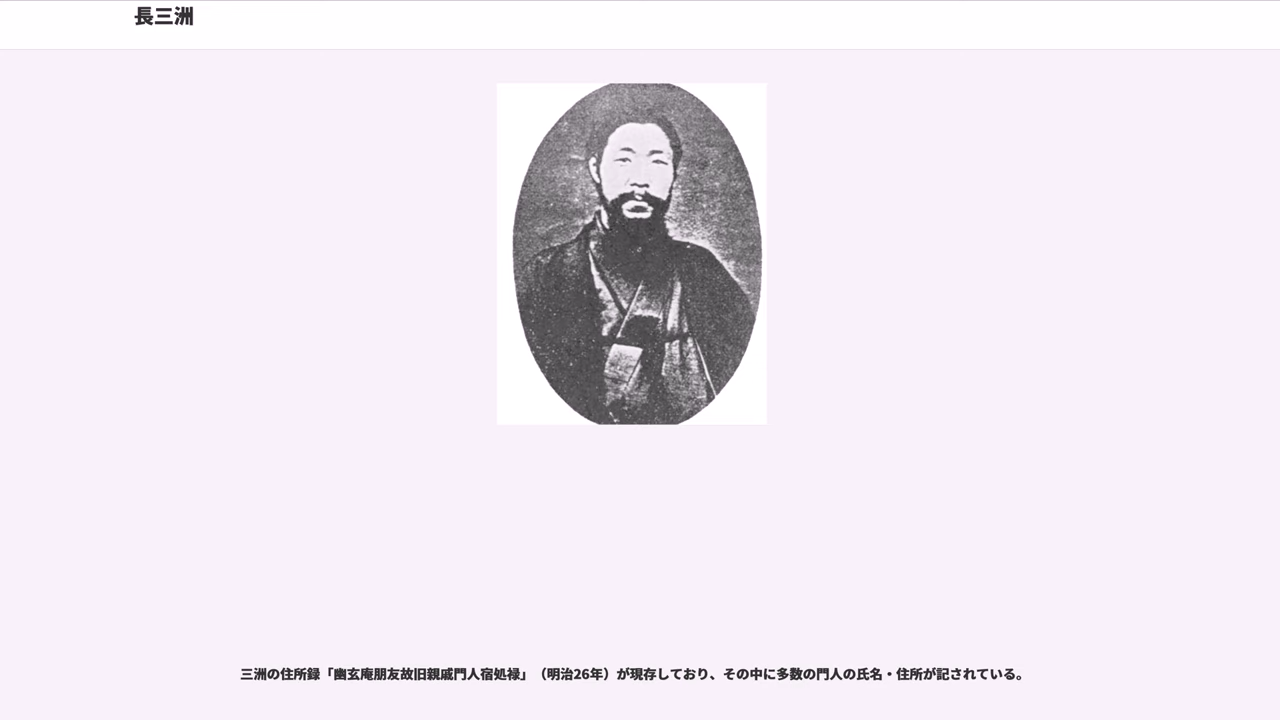 長三洲
三洲の住所録「幽玄庵朋友故旧親戚門人宿処禄」（明治26年）が現存しており、その中に多数の門人の氏名・住所が記されている。